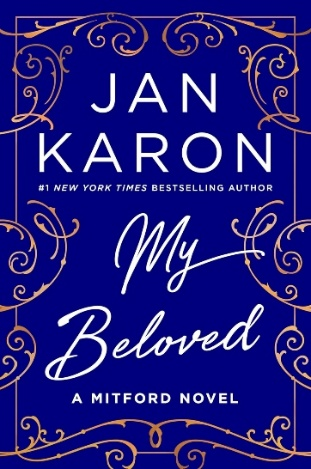 JAN
KARON
#1 NEW YORK TIMES BESTSELLING AUTHOR
My
Beloved
A MITFORD NOVEL